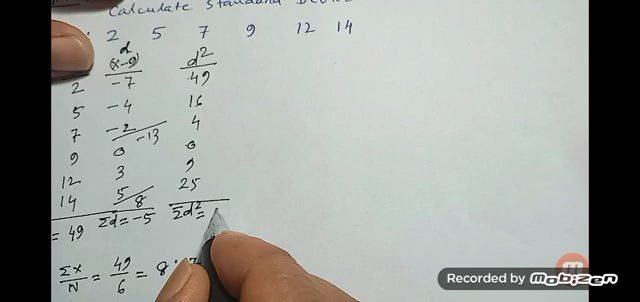 Calculate Standard
2 5 7 9 12 14
d
(x-9) d²
2 -7 49
5 -4 16
7 -2 -13 4
9 0 0
12 3 9
14 5 8 25
= 49 Σd = -5 Σd² =
Σx/N = 49/6 = 8.
Recorded by mobizen